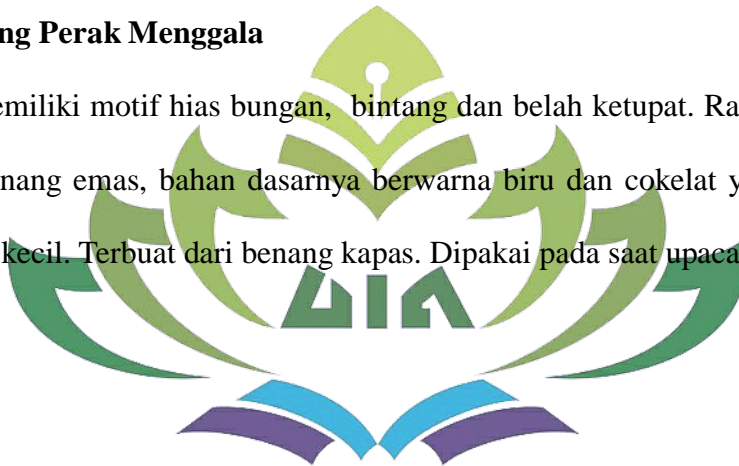 ng Perak Menggala
emiliki motif hias bungan, bintang dan belah ketupat. Ra
nang emas, bahan dasarnya berwarna biru dan cokelat y
kecil. Terbuat dari benang kapas. Dipakai pada saat upaca
UIN